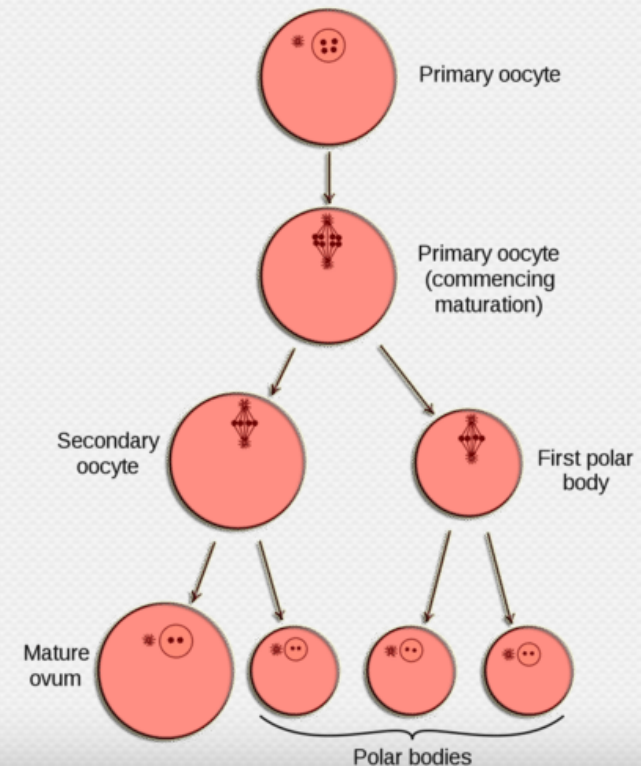 Primary oocyte
Primary oocyte
(commencing
maturation)
Secondary
oocyte
First polar
body
Mature
ovum
Polar bodies